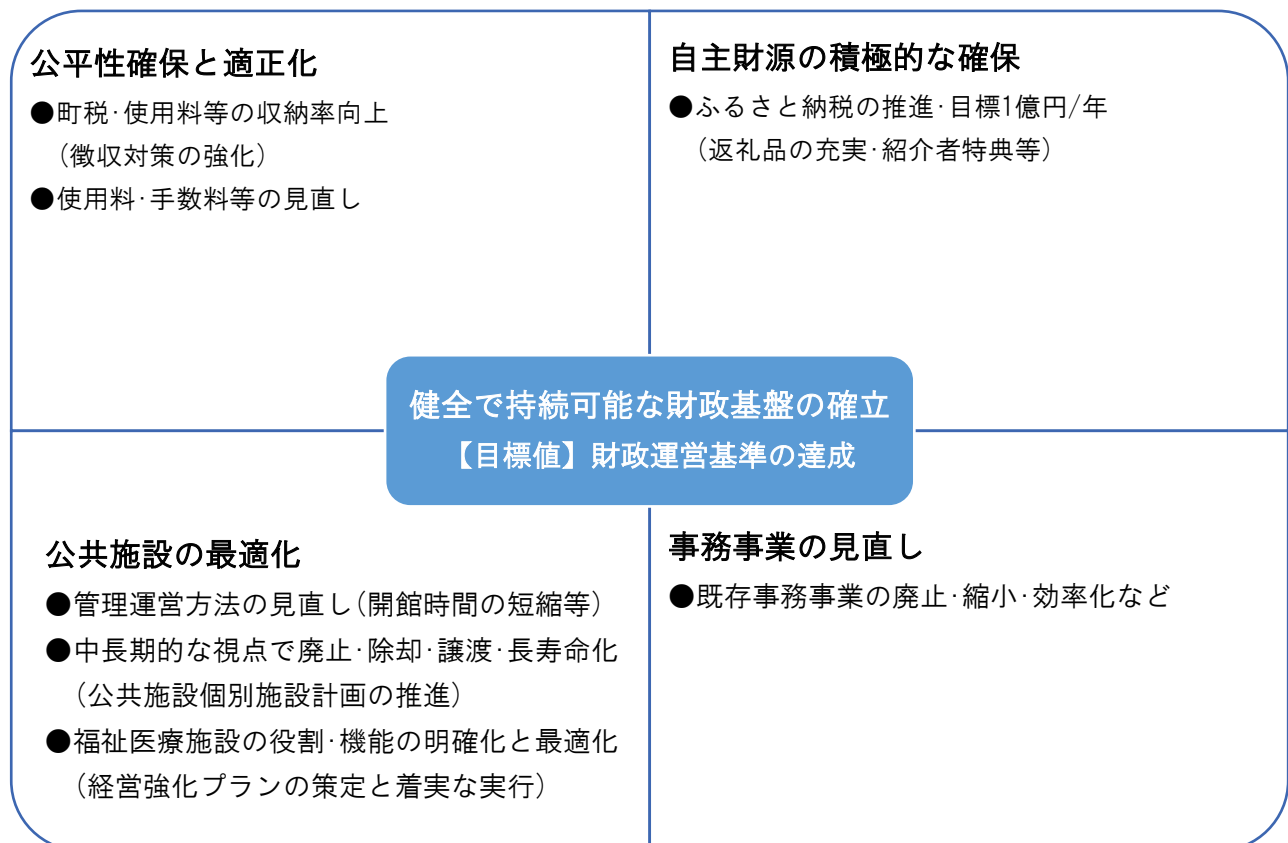 公平性確保と適正化
●町税･使用料等の収納率向上
（徴収対策の強化）
●使用料･手数料等の見直し
自主財源の積極的な確保
●ふるさと納税の推進･目標1億円/年
（返礼品の充実･紹介者特典等）
健全で持続可能な財政基盤の確立
【目標値】財政運営基準の達成
公共施設の最適化
●管理運営方法の見直し（開館時間の短縮等）
●中長期的な視点で廃止･除却･譲渡･長寿命化
（公共施設個別施設計画の推進）
●福祉医療施設の役割･機能の明確化と最適化
（経営強化プランの策定と着実な実行）
事務事業の見直し
●既存事務事業の廃止･縮小･効率化など